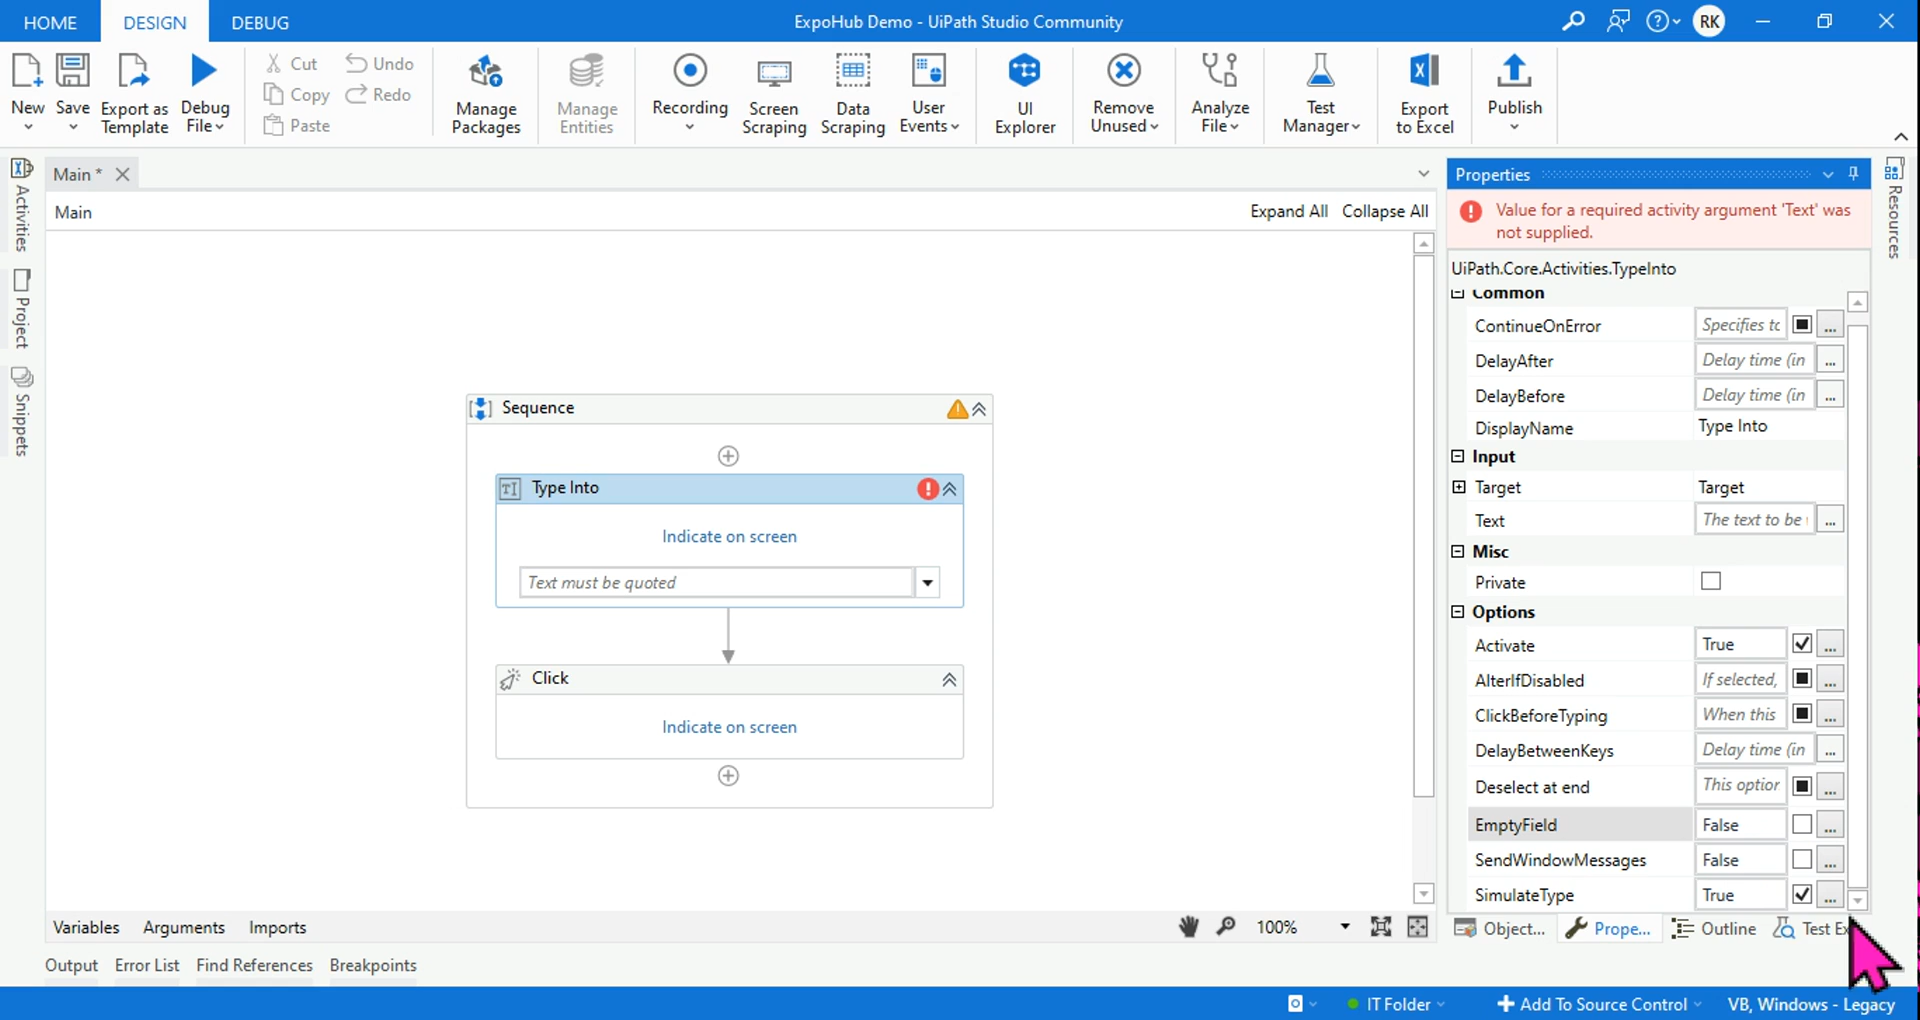 HOME DESIGN DEBUG ExpoHub Demo - UiPath Studio Community RK
New
Save
Export as
Template
Debug
File
Cut
Copy
Paste
Undo
Redo
Manage
Packages
Manage
Entities
Recording
Screen
Scraping
Data
Scraping
User
Events
UI
Explorer
Remove
Unused
Analyze
File
Test
Manager
Export
to Excel
Publish
Activities
Project
Snippets
Main *
Main Expand All Collapse All
Sequence
Type Into
Indicate on screen
Text must be quoted
Click
Indicate on screen
Properties
Value for a required activity argument 'Text' was
not supplied.
UiPath.Core.Activities.TypeInto
Common
ContinueOnError Specifies tc ...
DelayAfter Delay time (in ...
DelayBefore Delay time (in ...
DisplayName Type Into
Input
Target Target
Text The text to be ...
Misc
Private
Options
Activate True ...
AlterIfDisabled If selected, ...
ClickBeforeTyping When this ...
DelayBetweenKeys Delay time (in ...
Deselect at end This optior ...
EmptyField False ...
SendWindowMessages False ...
SimulateType True ...
Resources
Variables Arguments Imports 100%
Object... Prope... Outline Test Ex
Output Error List Find References Breakpoints
IT Folder Add To Source Control VB, Windows - Legacy